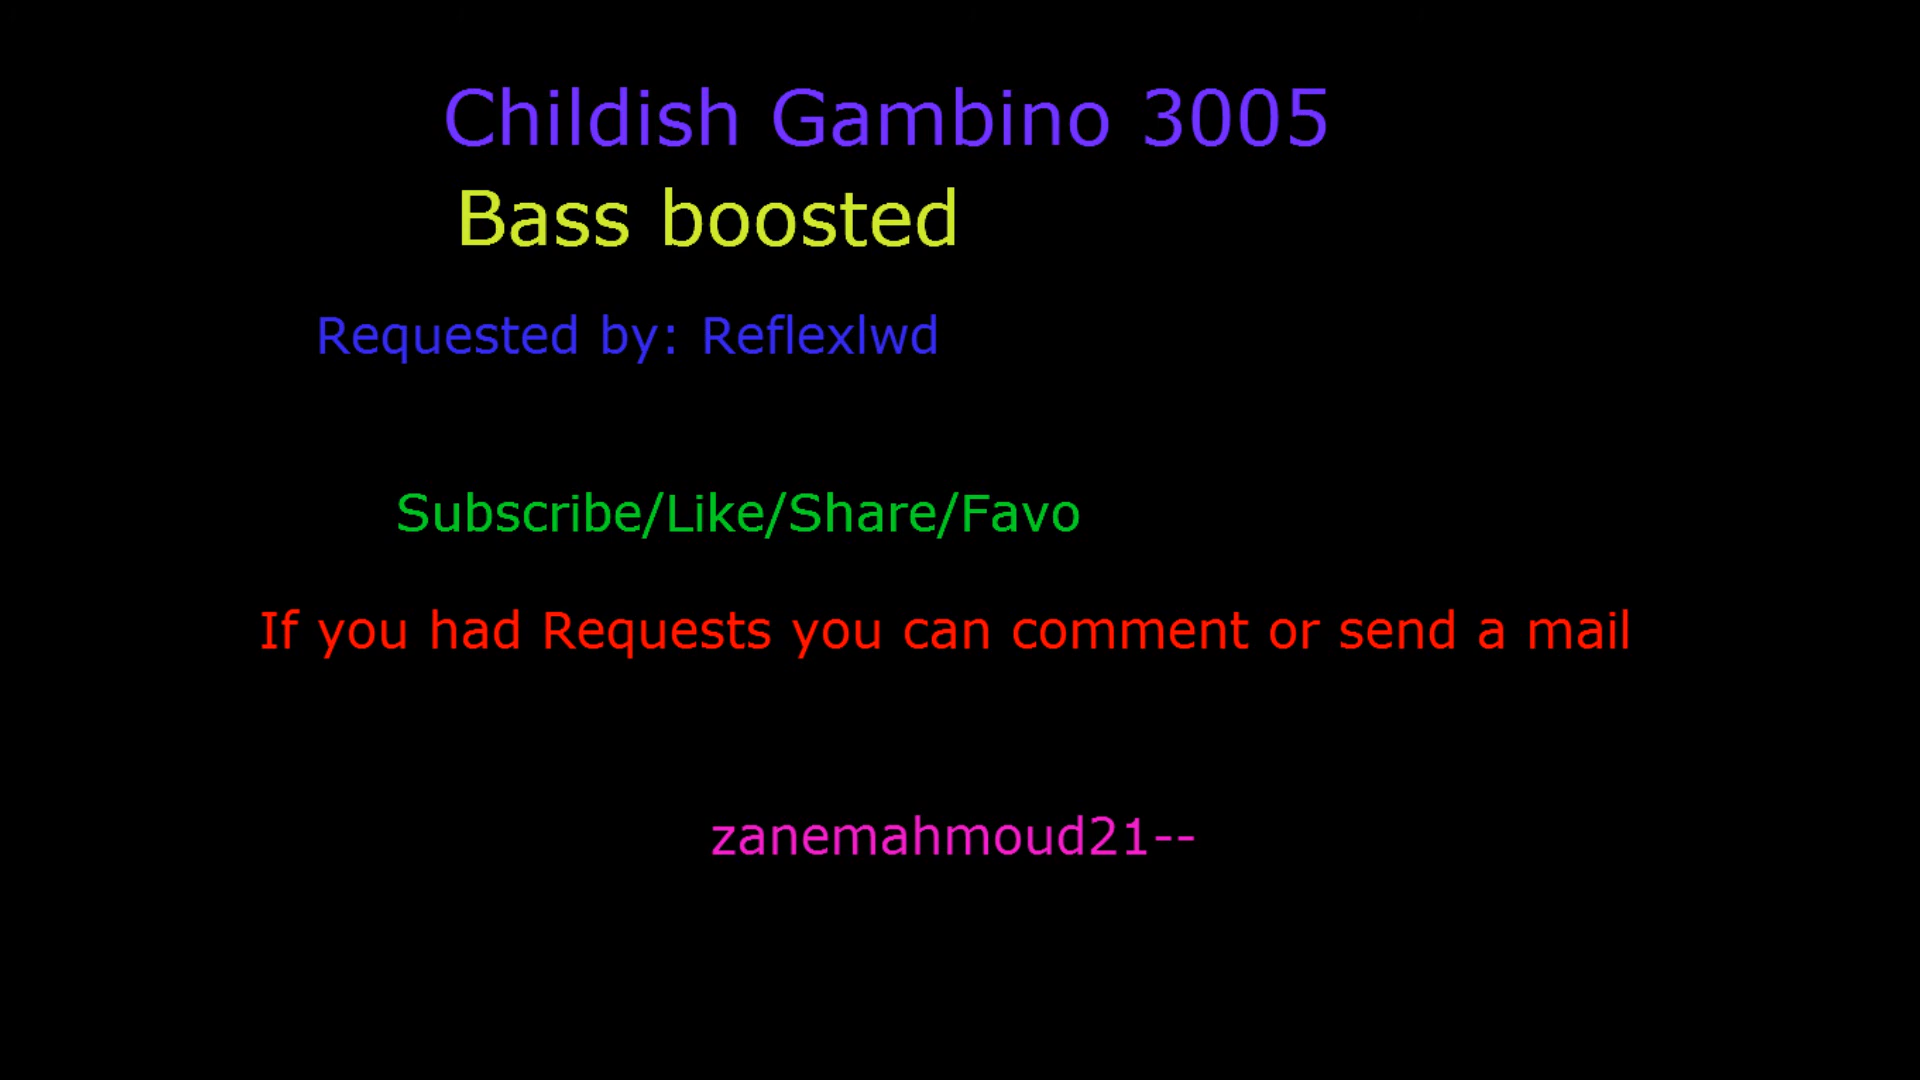 Childish Gambino 3005
Bass boosted
Requested by: Reflexlwd
Subscribe/Like/Share/Favo
If you had Requests you can comment or send a mail
zanemahmoud21--